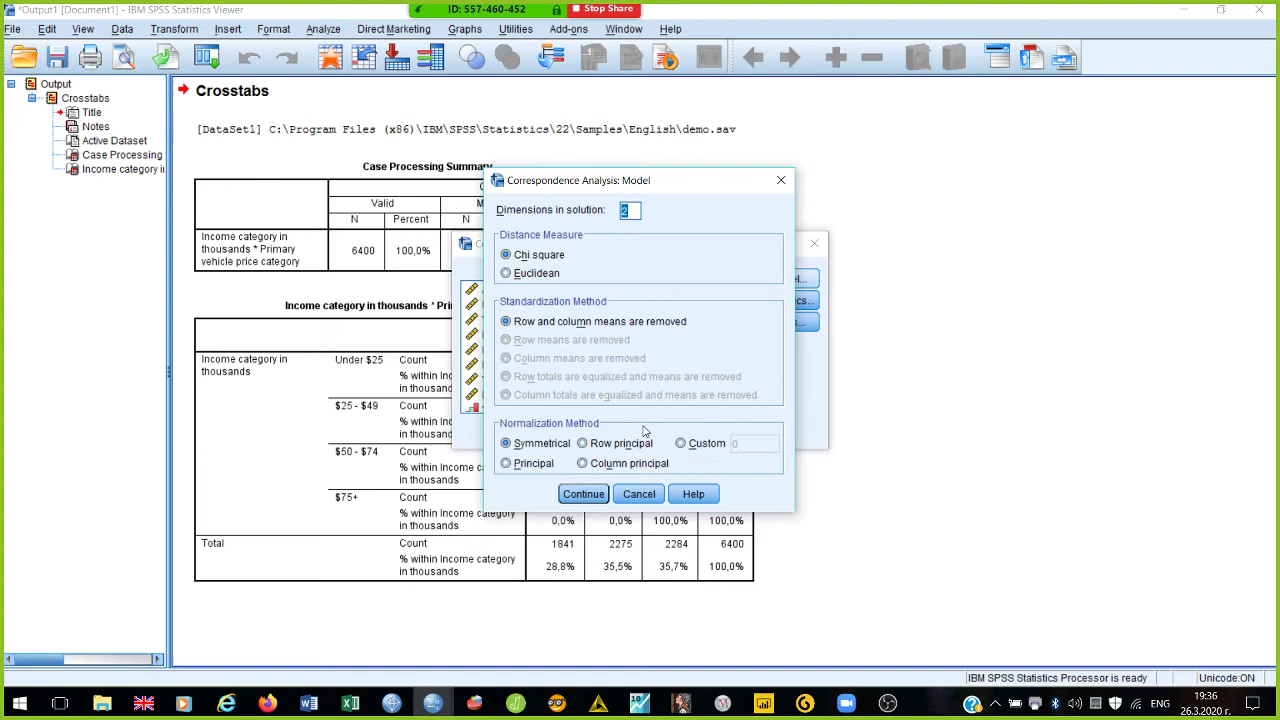 *Output1 [Document1] - IBM SPSS Statistics Viewer
ID: 557-460-452
Stop Share
File Edit View Data Transform Insert Format Analyze Direct Marketing Graphs Utilities Add-ons Window Help
Output
Crosstabs
Title
Notes
Active Dataset
Case Processing
Income category in
Crosstabs
[DataSet1] C:\Program Files (x86)\IBM\SPSS\Statistics\22\Samples\English\demo.sav
Case Processing Summary
Valid
N Percent N
Income category in
thousands * Primary
vehicle price category
6400 100,0%
Income category in thousands * Pri
Income category in
thousands
Under $25 Count
% within Income
in thousands
$25 - $49 Count
% within Income
in thousands
$50 - $74 Count
% within Income
in thousands
$75+ Count
% within Income category
in thousands
0,0% 0,0% 100,0% 100,0%
Total Count 1841 2275 2284 6400
% within Income category
in thousands
28,8% 35,5% 35,7% 100,0%
Correspondence Analysis: Model
Dimensions in solution: 2
Distance Measure
Chi square
Euclidean
Standardization Method
Row and column means are removed
Row means are removed
Column means are removed
Row totals are equalized and means are removed
Column totals are equalized and means are removed
Normalization Method
Symmetrical Row principal Custom 0
Principal Column principal
Continue Cancel Help
IBM SPSS Statistics Processor is ready Unicode:ON
ENG
19:36
26.3.2020 г.